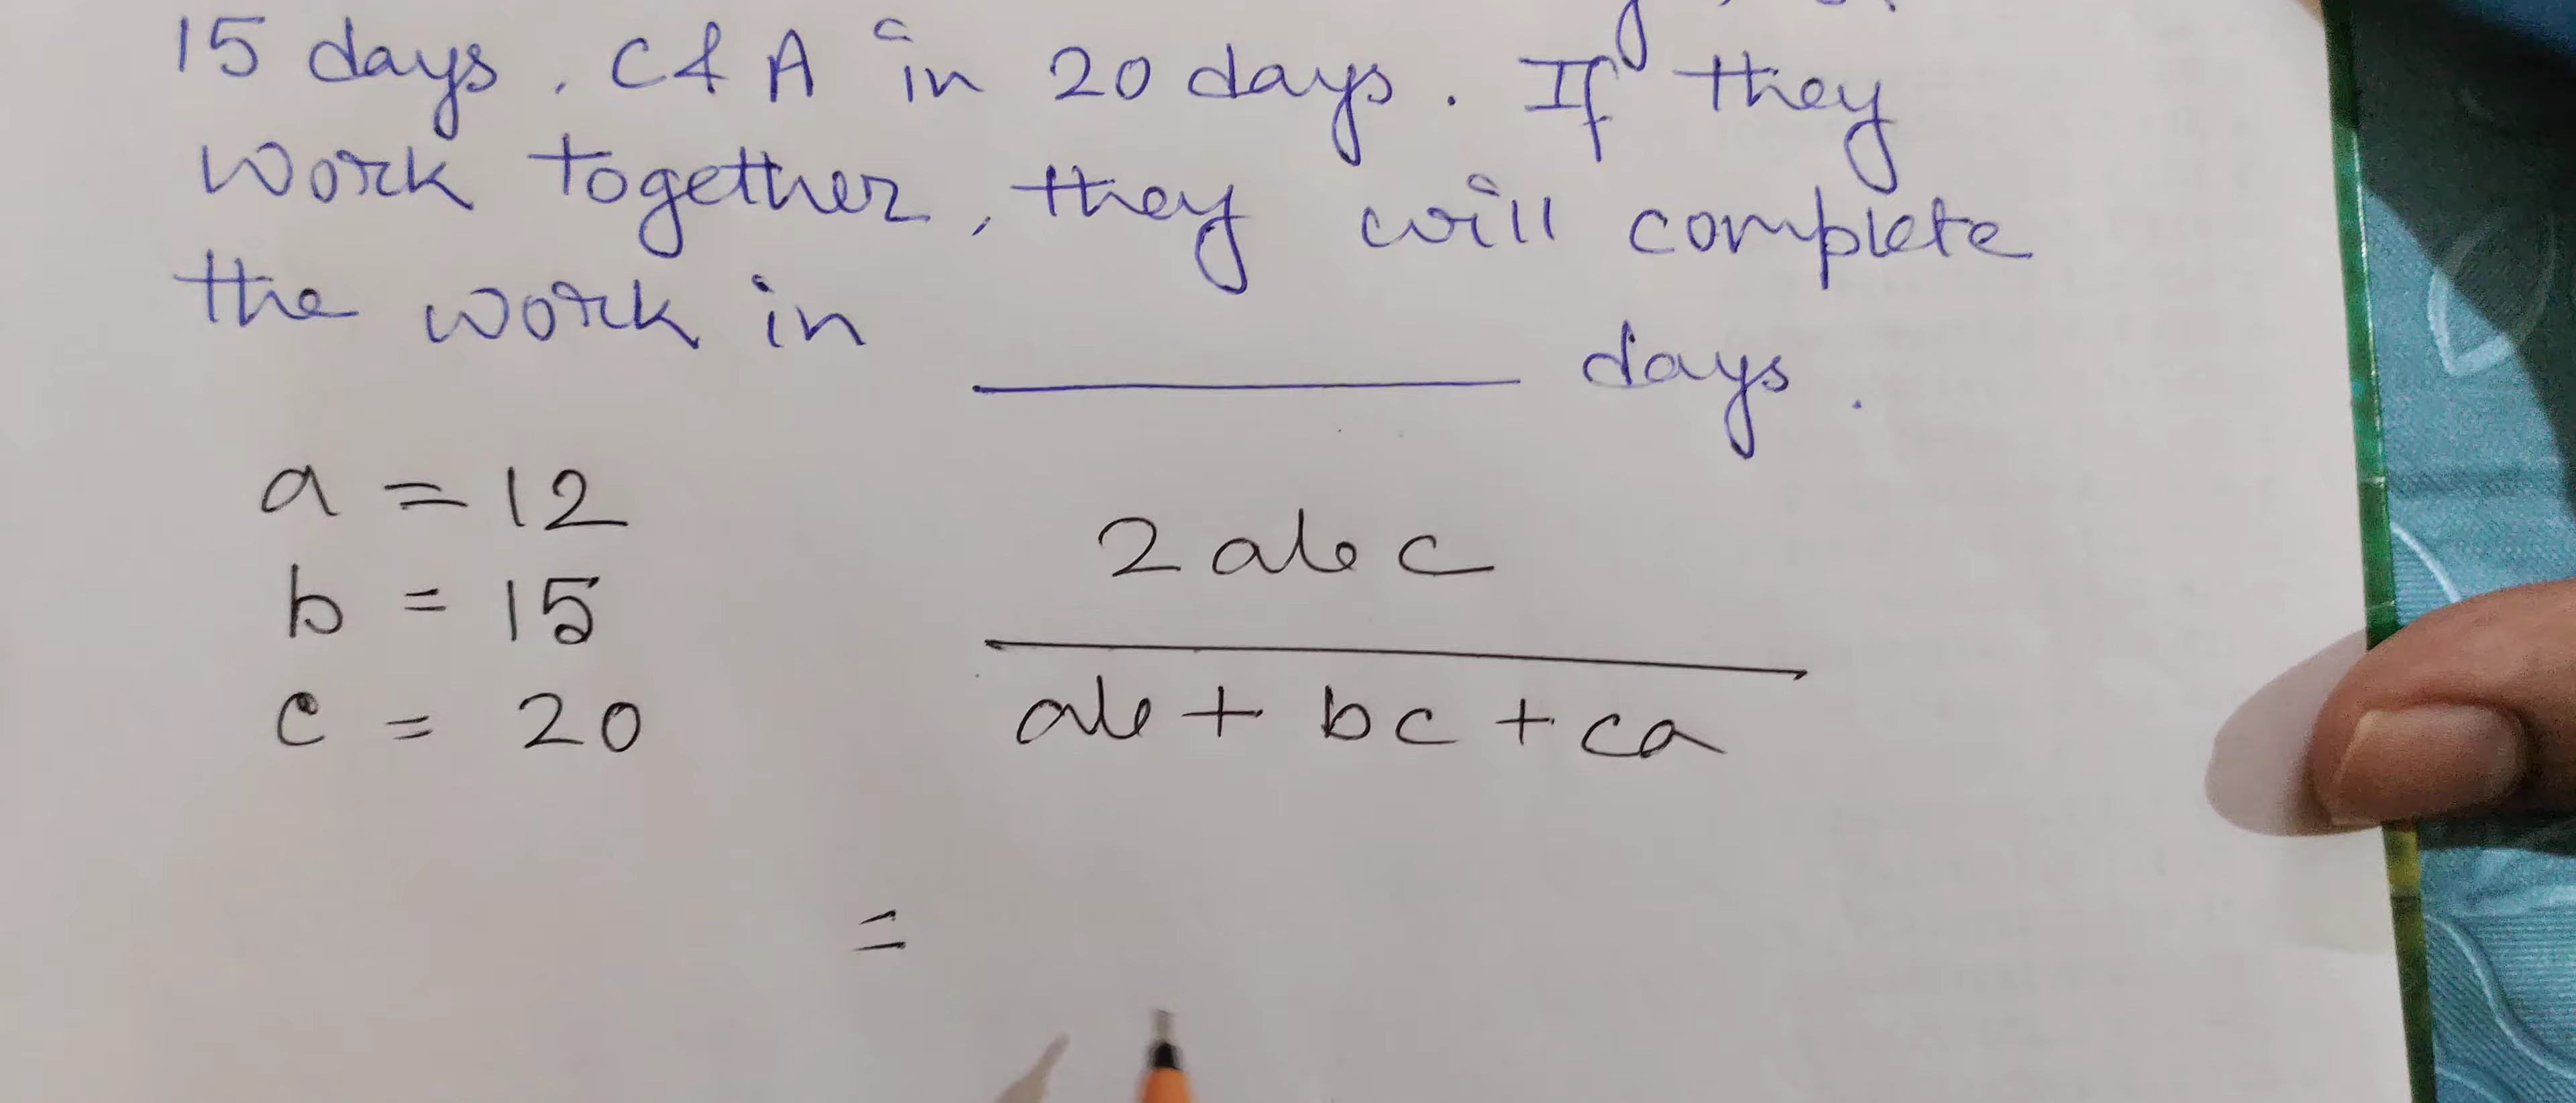 15 days. C & A in 20 days. If they
work together, they will complete
the work in ______ days.
a = 12
b = 15
c = 20
2abc
ab + bc + ca
=